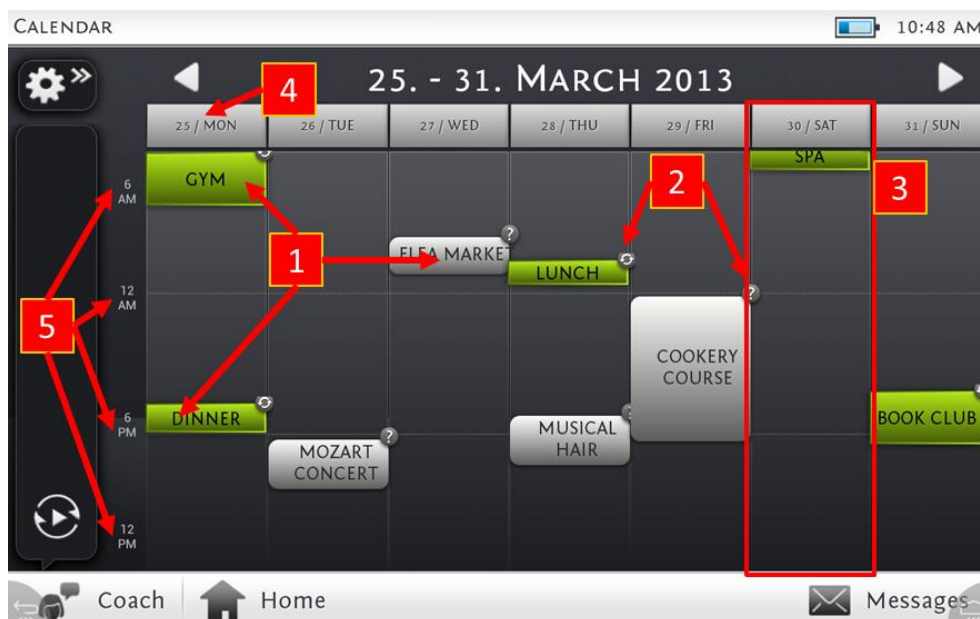 CALENDAR
10:48 AM
25. - 31. MARCH 2013
4
25 / MON
26 / TUE
27 / WED
28 / THU
29 / FRI
30 / SAT
31 / SUN
SPA
6
AM
GYM
2
3
1
?
FLEA MARKET
LUNCH
12
AM
?
5
COOKERY
COURSE
6
PM
DINNER
?
MOZART
CONCERT
?
MUSICAL
HAIR
BOOK CLUB
12
PM
Coach
Home
Messages